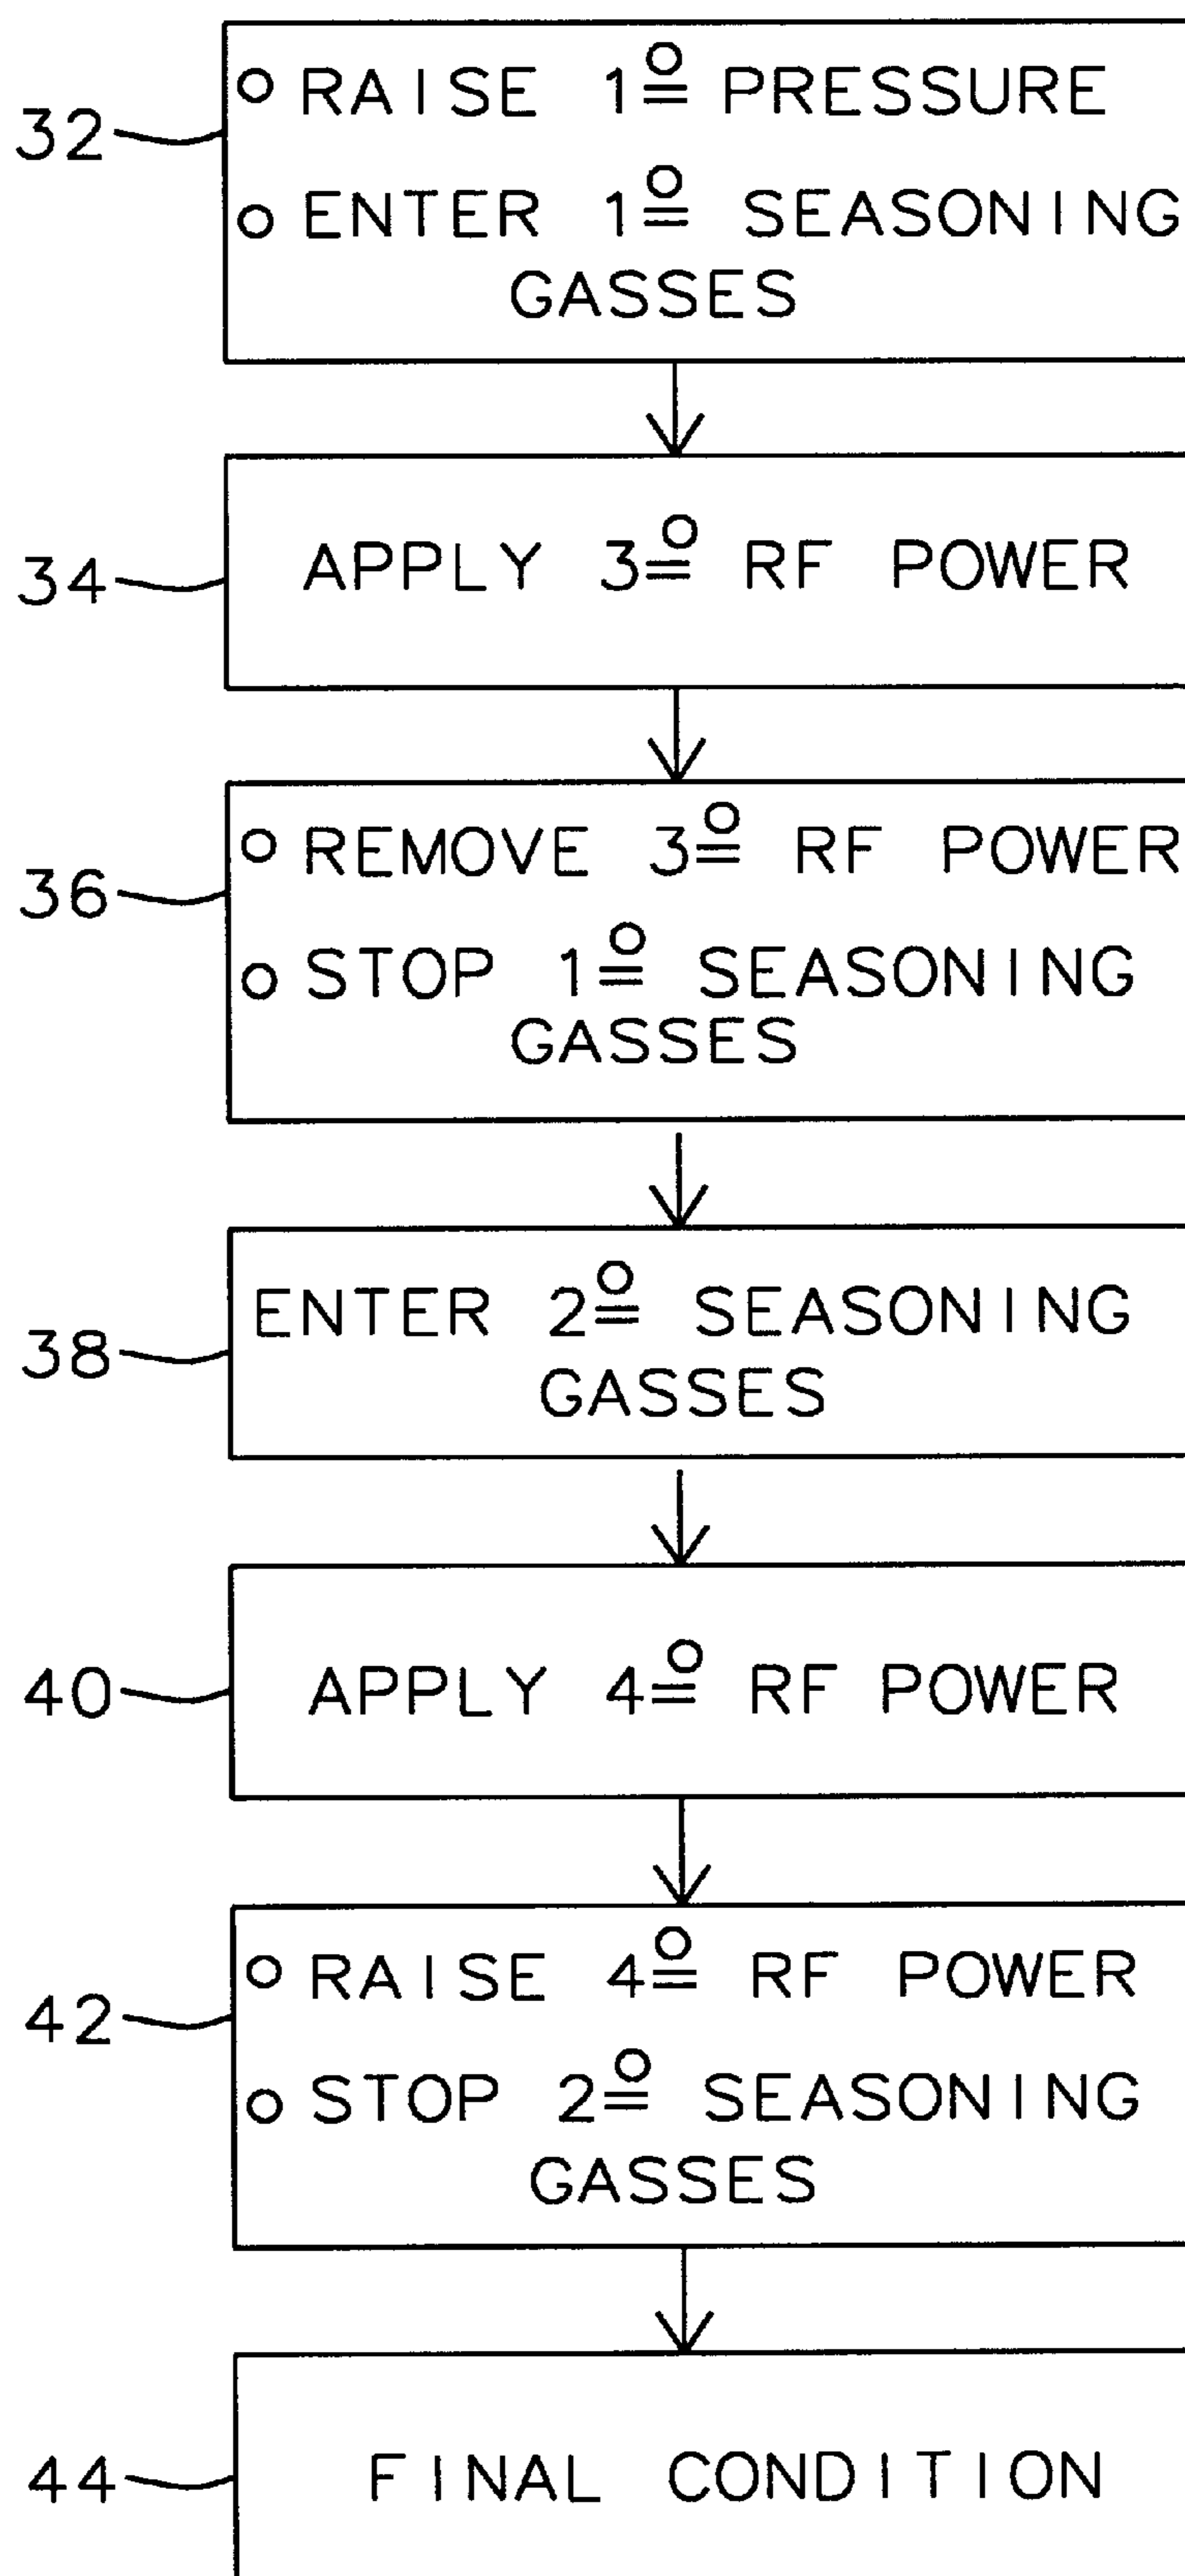 32
○ RAISE 1º PRESSURE
○ ENTER 1º SEASONING
GASSES
34
APPLY 3º RF POWER
36
○ REMOVE 3º RF POWER
○ STOP 1º SEASONING
GASSES
38
ENTER 2º SEASONING
GASSES
40
APPLY 4º RF POWER
42
○ RAISE 4º RF POWER
○ STOP 2º SEASONING
GASSES
44
FINAL CONDITION